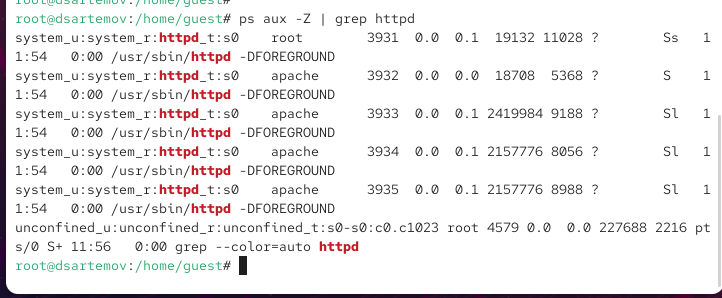 root@dsartemov:/home/guest#
root@dsartemov:/home/guest# ps aux -Z | grep httpd
system_u:system_r:httpd_t:s0    root        3931  0.0  0.1  19132 11028 ?        Ss   1
1:54   0:00 /usr/sbin/httpd -DFOREGROUND
system_u:system_r:httpd_t:s0    apache      3932  0.0  0.0  18708  5368 ?        S    1
1:54   0:00 /usr/sbin/httpd -DFOREGROUND
system_u:system_r:httpd_t:s0    apache      3933  0.0  0.1 2419984 9188 ?        Sl   1
1:54   0:00 /usr/sbin/httpd -DFOREGROUND
system_u:system_r:httpd_t:s0    apache      3934  0.0  0.1 2157776 8056 ?        Sl   1
1:54   0:00 /usr/sbin/httpd -DFOREGROUND
system_u:system_r:httpd_t:s0    apache      3935  0.0  0.1 2157776 8988 ?        Sl   1
1:54   0:00 /usr/sbin/httpd -DFOREGROUND
unconfined_u:unconfined_r:unconfined_t:s0-s0:c0.c1023 root 4579 0.0  0.0 227688 2216 pt
s/0 S+ 11:56   0:00 grep --color=auto httpd
root@dsartemov:/home/guest#